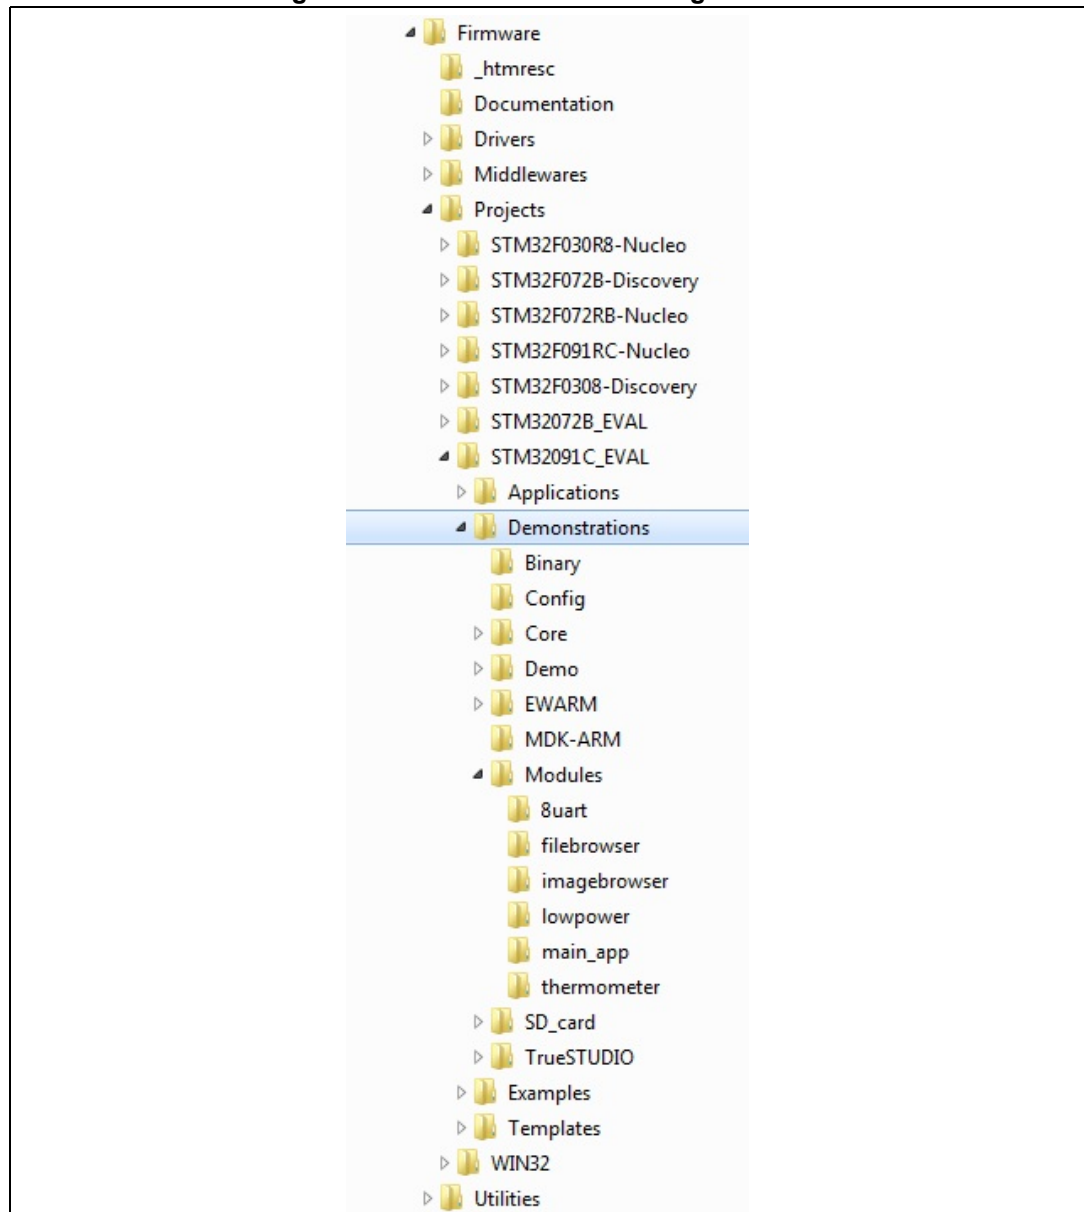 Firmware
_htmresc
Documentation
Drivers
Middlewares
Projects
STM32F030R8-Nucleo
STM32F072B-Discovery
STM32F072RB-Nucleo
STM32F091RC-Nucleo
STM32F0308-Discovery
STM32072B_EVAL
STM32091C_EVAL
Applications
Demonstrations
Binary
Config
Core
Demo
EWARM
MDK-ARM
Modules
8uart
filebrowser
imagebrowser
lowpower
main_app
thermometer
SD_card
TrueSTUDIO
Examples
Templates
WIN32
Utilities